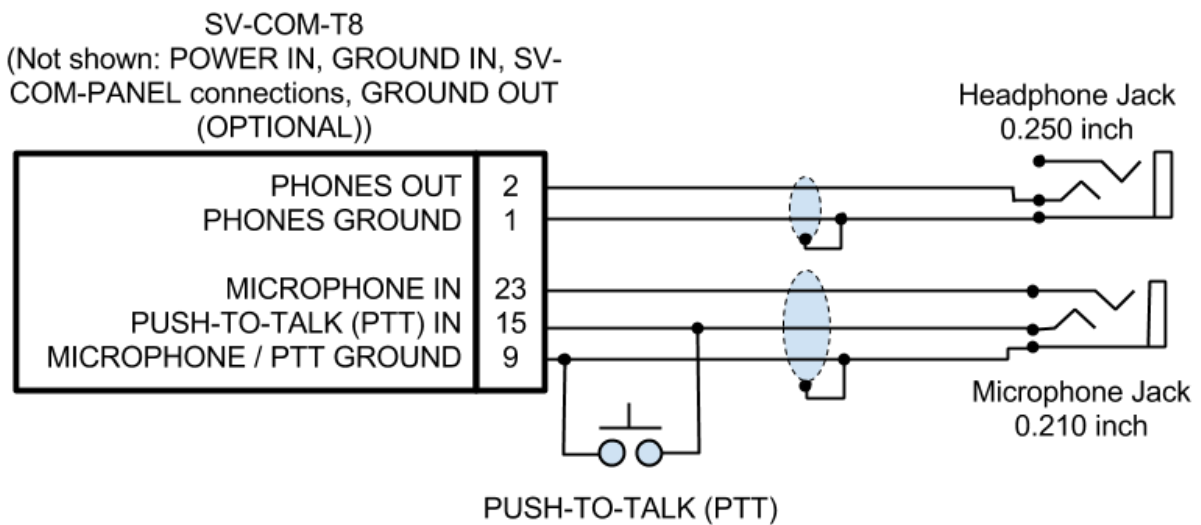 SV-COM-T8
(Not shown: POWER IN, GROUND IN, SV-
COM-PANEL connections, GROUND OUT
(OPTIONAL))
Headphone Jack
0.250 inch
PHONES OUT 2
PHONES GROUND 1
MICROPHONE IN 23
PUSH-TO-TALK (PTT) IN 15
MICROPHONE / PTT GROUND 9
Microphone Jack
0.210 inch
PUSH-TO-TALK (PTT)